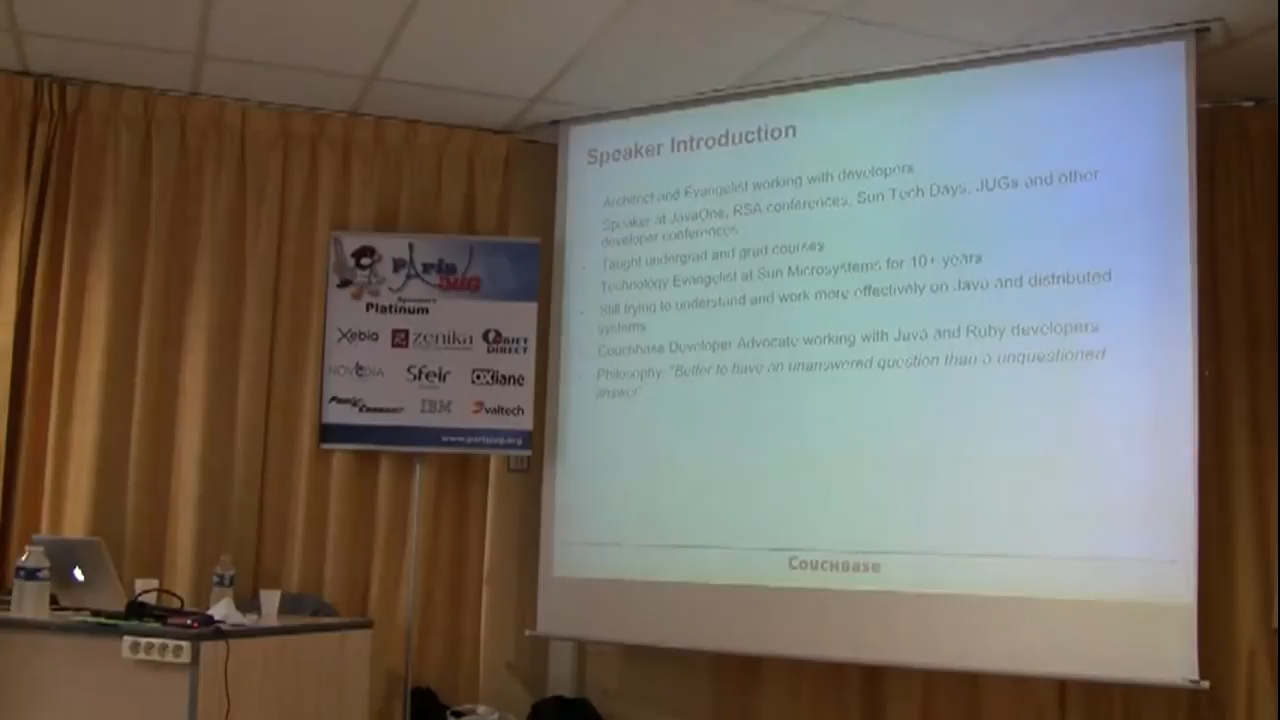 Speaker Introduction
Architect and Evangelist working with developers
Speaker at JavaOne, RSA conferences, Sun Tech Days, JUGs and other
developer conferences
Taught undergrad and grad courses
Technology Evangelist at Sun Microsystems for 10+ years
Still trying to understand and work more effectively on Java and distributed
systems
Couchbase Developer Advocate working with Java and Ruby developers
Philosophy: "Better to have an unanswered question than a unquestioned
answer"
Couchbase
Paris
JUG
Sponsors
Platinum
Xebia
zenika
OBJET
DIRECT
NOVEDIA
Sfeir
oxiane
IBM
valtech
www.parisjug.org